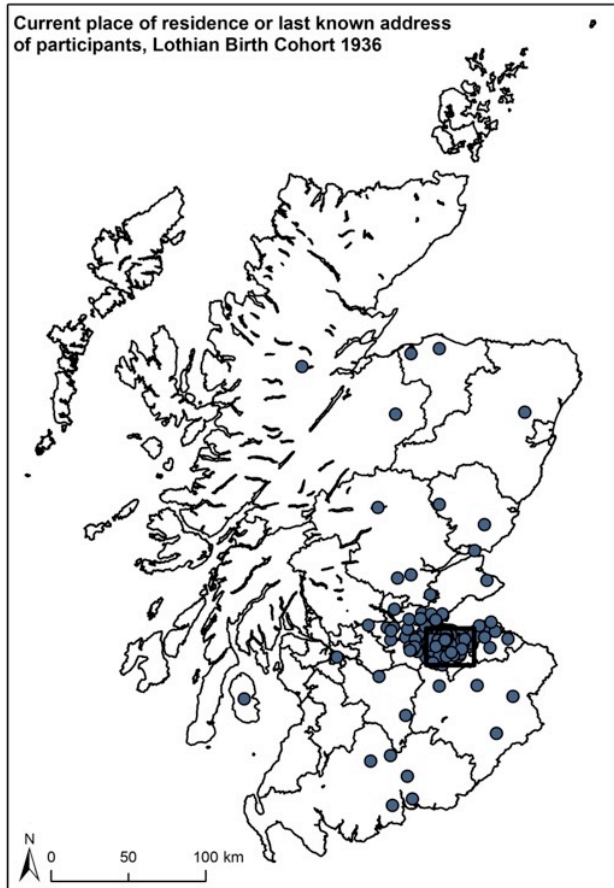 Current place of residence or last known address
of participants, Lothian Birth Cohort 1936
N
0 50 100 km